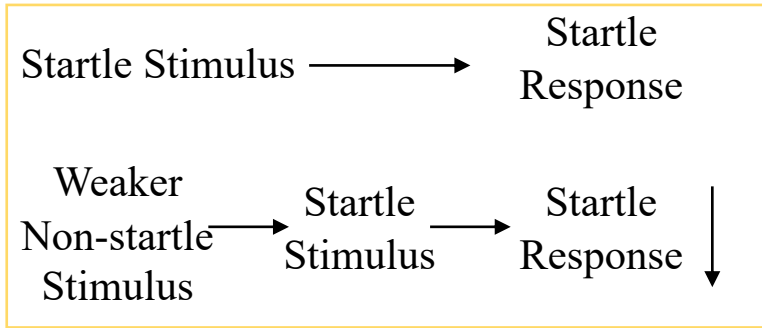 Startle Stimulus
Startle
Response
Weaker
Non-startle
Stimulus
Startle
Stimulus
Startle
Response